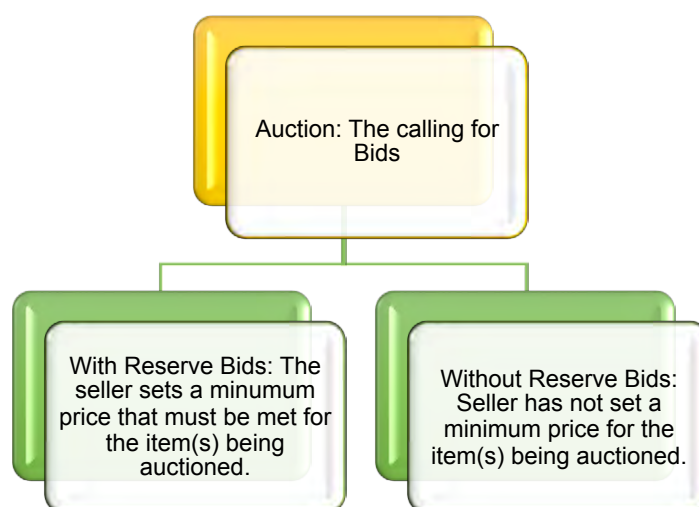 Auction: The calling for
Bids
With Reserve Bids: The
seller sets a minumum
price that must be met for
the item(s) being
auctioned.
Without Reserve Bids:
Seller has not set a
minimum price for the
item(s) being auctioned.